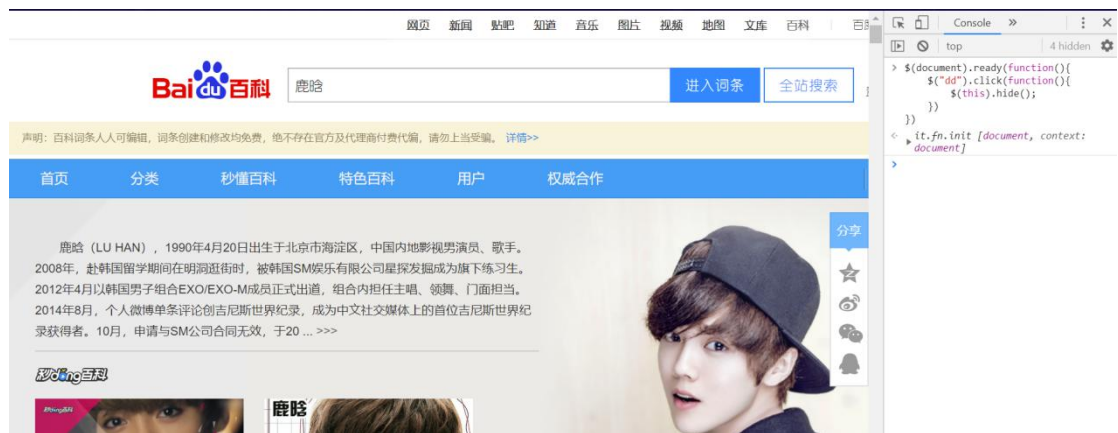 网页 新闻 贴吧 知道 音乐 图片 视频 地图 文库 百科
Console » ⋮ ×
top 4 hidden
Bai du 百科 鹿晗 进入词条 全站搜索
> $(document).ready(function(){
$("dd").click(function(){
$(this).hide();
})
})
声明：百科词条人人可编辑，词条创建和修改均免费，绝不存在官方及代理商付费代编，请勿上当受骗。 详情>>
it.fn.init [document, context:
document]
>
首页 分类 秒懂百科 特色百科 用户 权威合作
分享
鹿晗（LU HAN），1990年4月20日出生于北京市海淀区，中国内地影视男演员、歌手。
2008年，赴韩国留学期间在明洞逛街时，被韩国SM娱乐有限公司星探发掘成为旗下练习生。
2012年4月以韩国男子组合EXO/EXO-M成员正式出道，组合内担任主唱、领舞、门面担当。
2014年8月，个人微博单条评论创吉尼斯世界纪录，成为中文社交媒体上的首位吉尼斯世界纪
录获得者。10月，申请与SM公司合同无效，于20 ... >>>
秒dǒng百科
鹿晗